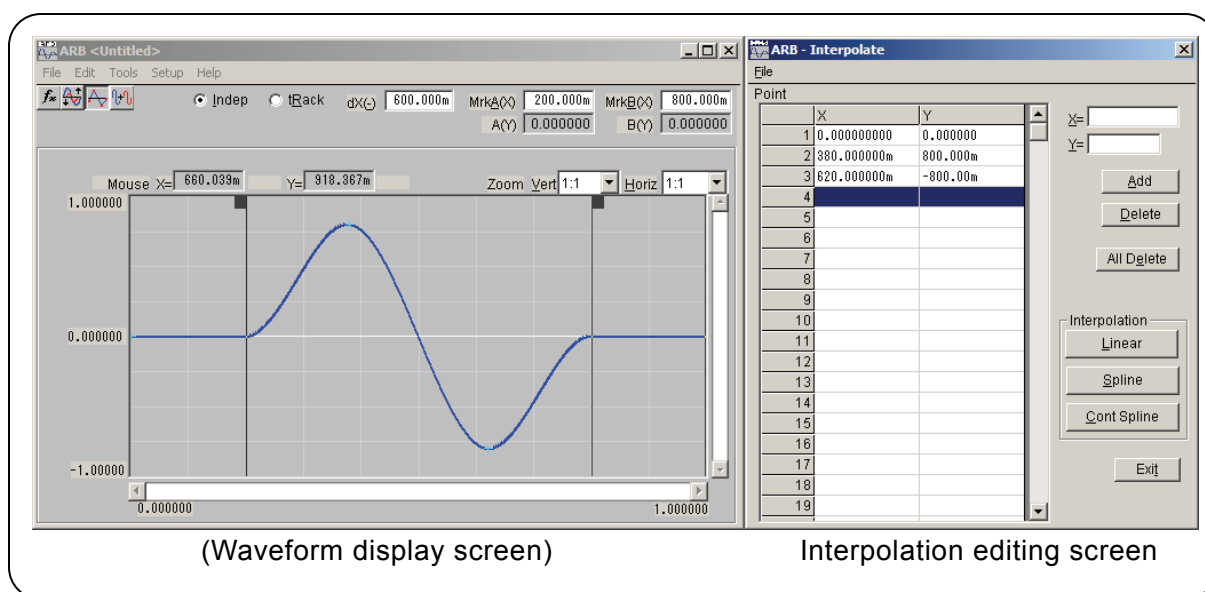 ARB <Untitled>
File Edit Tools Setup Help
Indep tRack dX(-) 600.000m MrkA(X) 200.000m MrkB(X) 800.000m
A(Y) 0.000000 B(Y) 0.000000
Mouse X= 660.039m Y= 918.367m Zoom Vert 1:1 Horiz 1:1
1.000000
0.000000
-1.00000
0.000000 1.000000
(Waveform display screen)
ARB - Interpolate
File
Point
X Y
1 0.000000000 0.000000
2 380.000000m 800.000m
3 620.000000m -800.00m
4
5
6
7
8
9
10
11
12
13
14
15
16
17
18
19
X=
Y=
Add
Delete
All Delete
Interpolation
Linear
Spline
Cont Spline
Exit
Interpolation editing screen